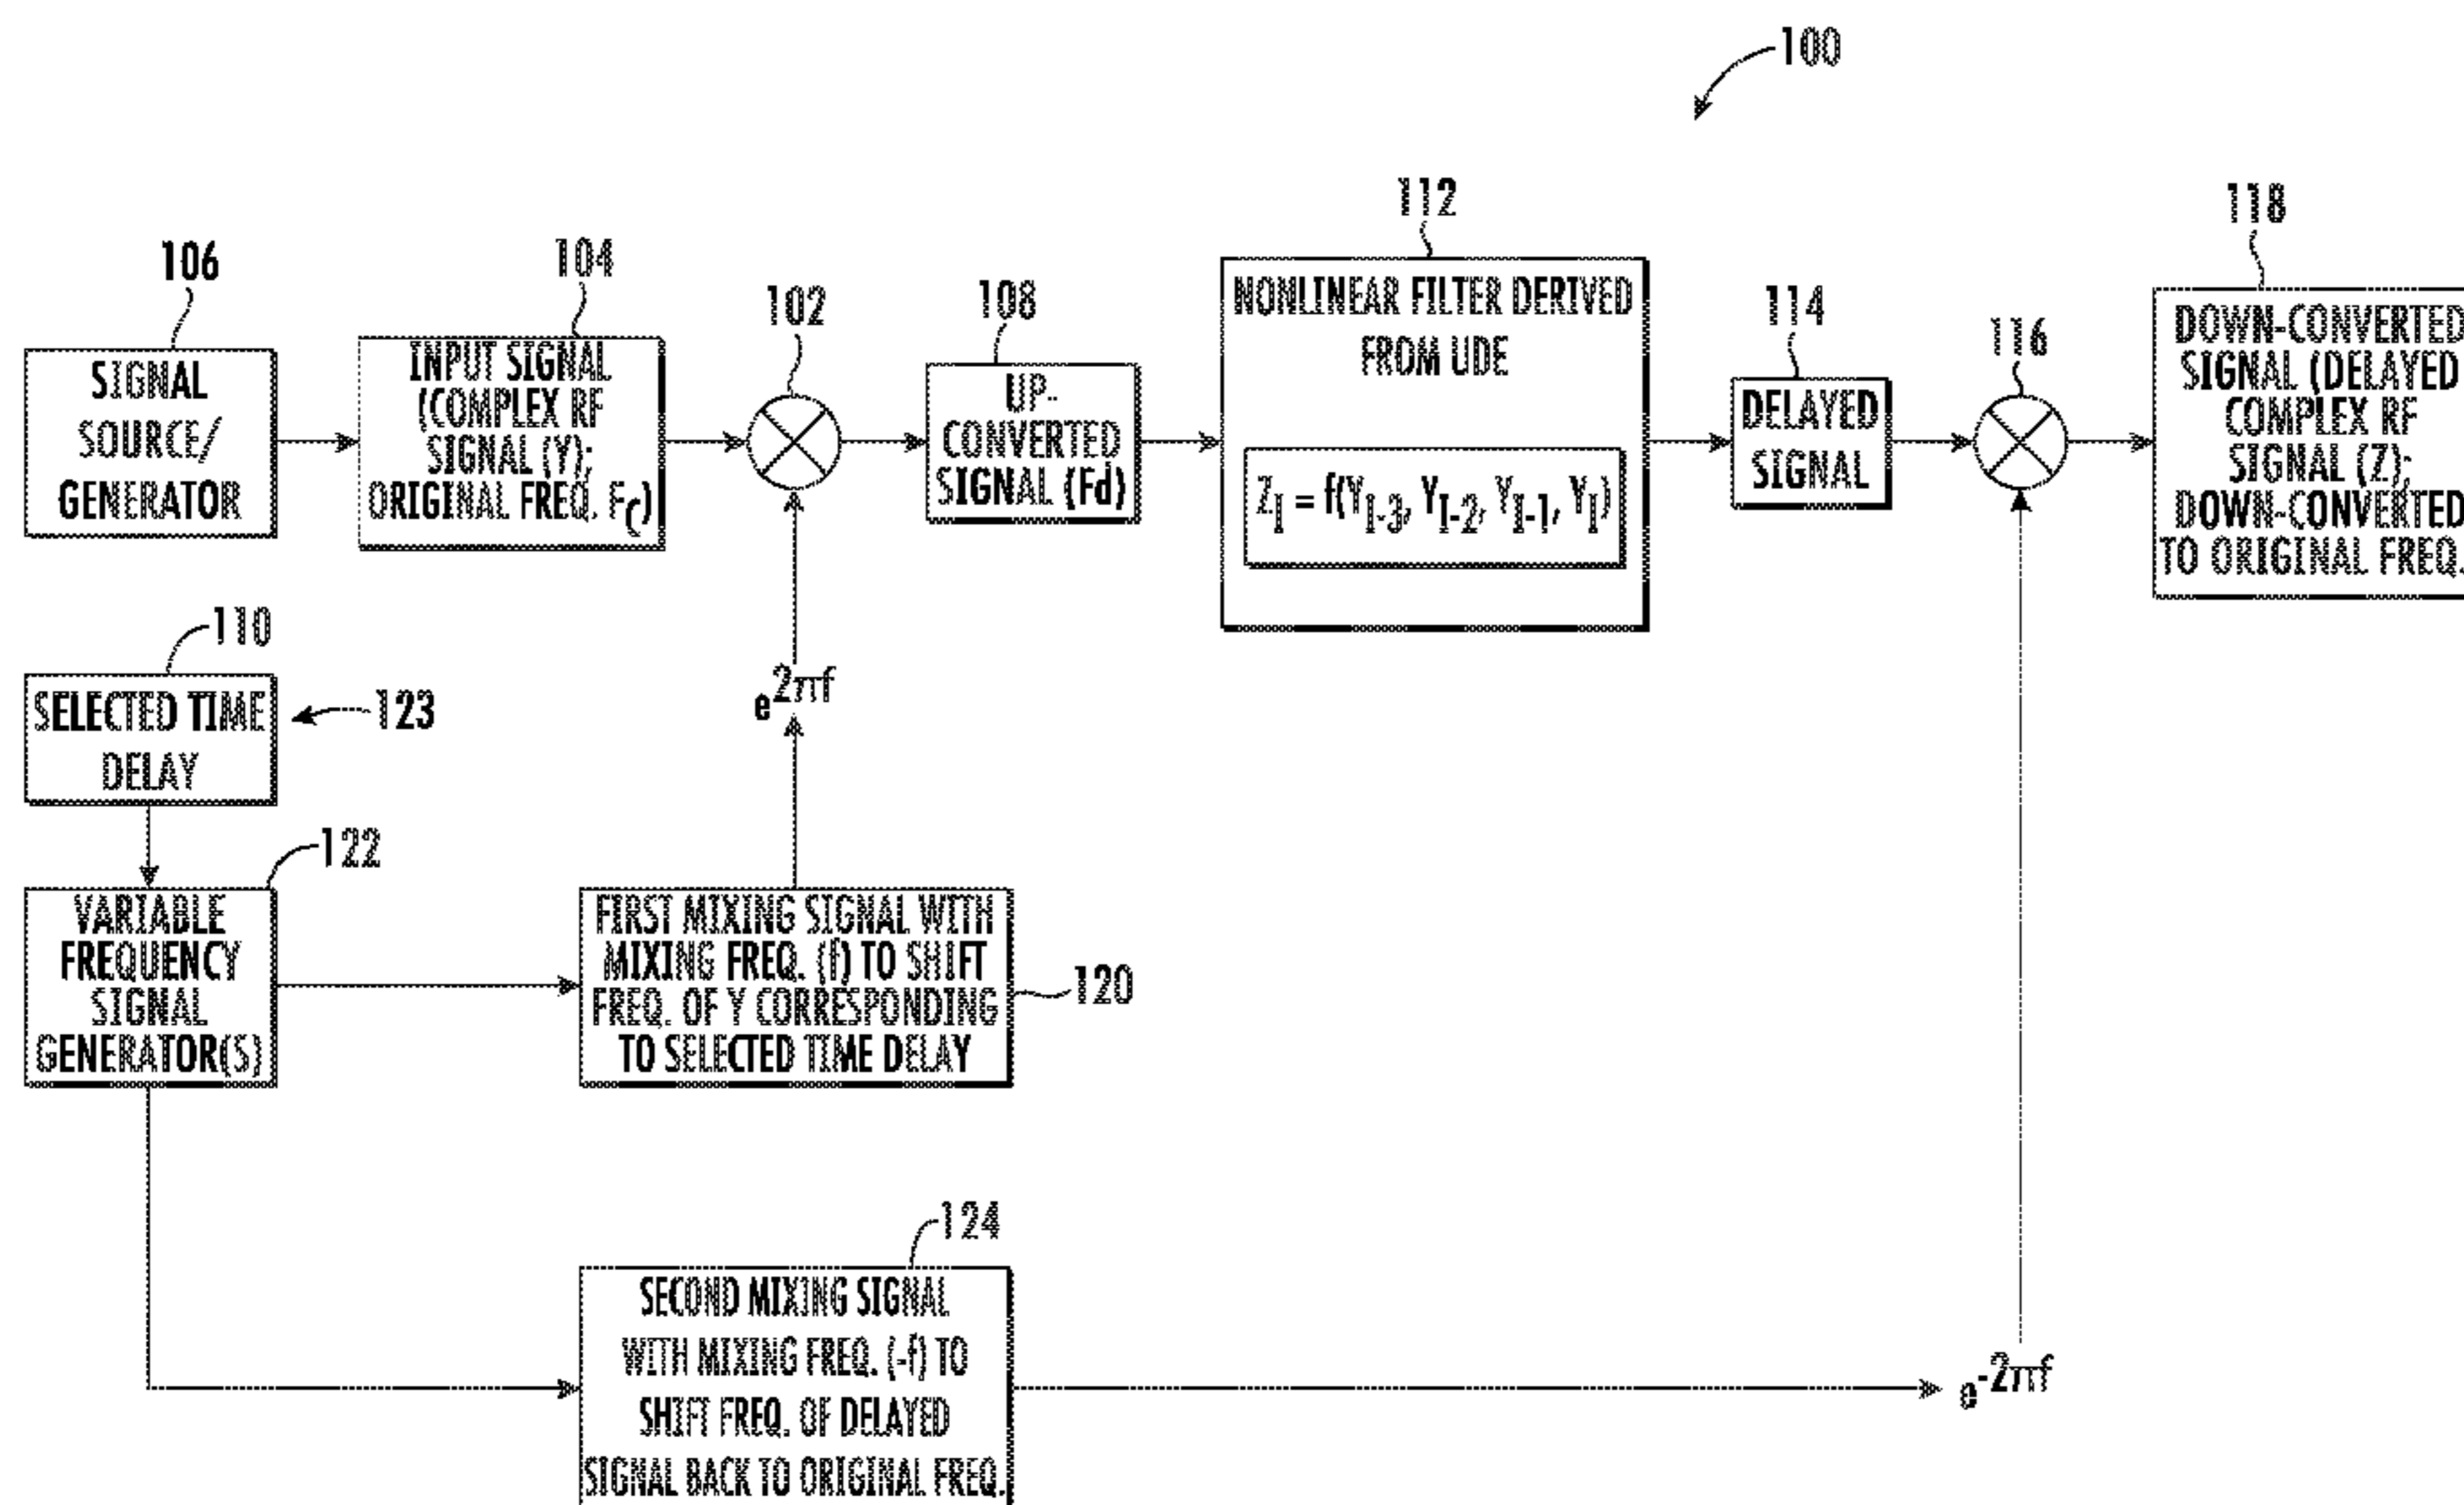 100
106
SIGNAL
SOURCE/
GENERATOR
104
INPUT SIGNAL
(COMPLEX RF
SIGNAL (Y);
ORIGINAL FREQ. FC)
102
108
UP-
CONVERTED
SIGNAL (Fd)
112
NONLINEAR FILTER DERIVED
FROM UDE
ZI = f(YI-3, YI-2, YI-1, YI)
114
DELAYED
SIGNAL
116
118
DOWN-CONVERTED
SIGNAL (DELAYED
COMPLEX RF
SIGNAL (Z);
DOWN-CONVERTED
TO ORIGINAL FREQ.
110
SELECTED TIME
DELAY
123
e2πf
122
VARIABLE
FREQUENCY
SIGNAL
GENERATOR(S)
FIRST MIXING SIGNAL WITH
MIXING FREQ. (f) TO SHIFT
FREQ. OF Y CORRESPONDING
TO SELECTED TIME DELAY
120
124
SECOND MIXING SIGNAL
WITH MIXING FREQ. (-f) TO
SHIFT FREQ. OF DELAYED
SIGNAL BACK TO ORIGINAL FREQ.
e-2πf